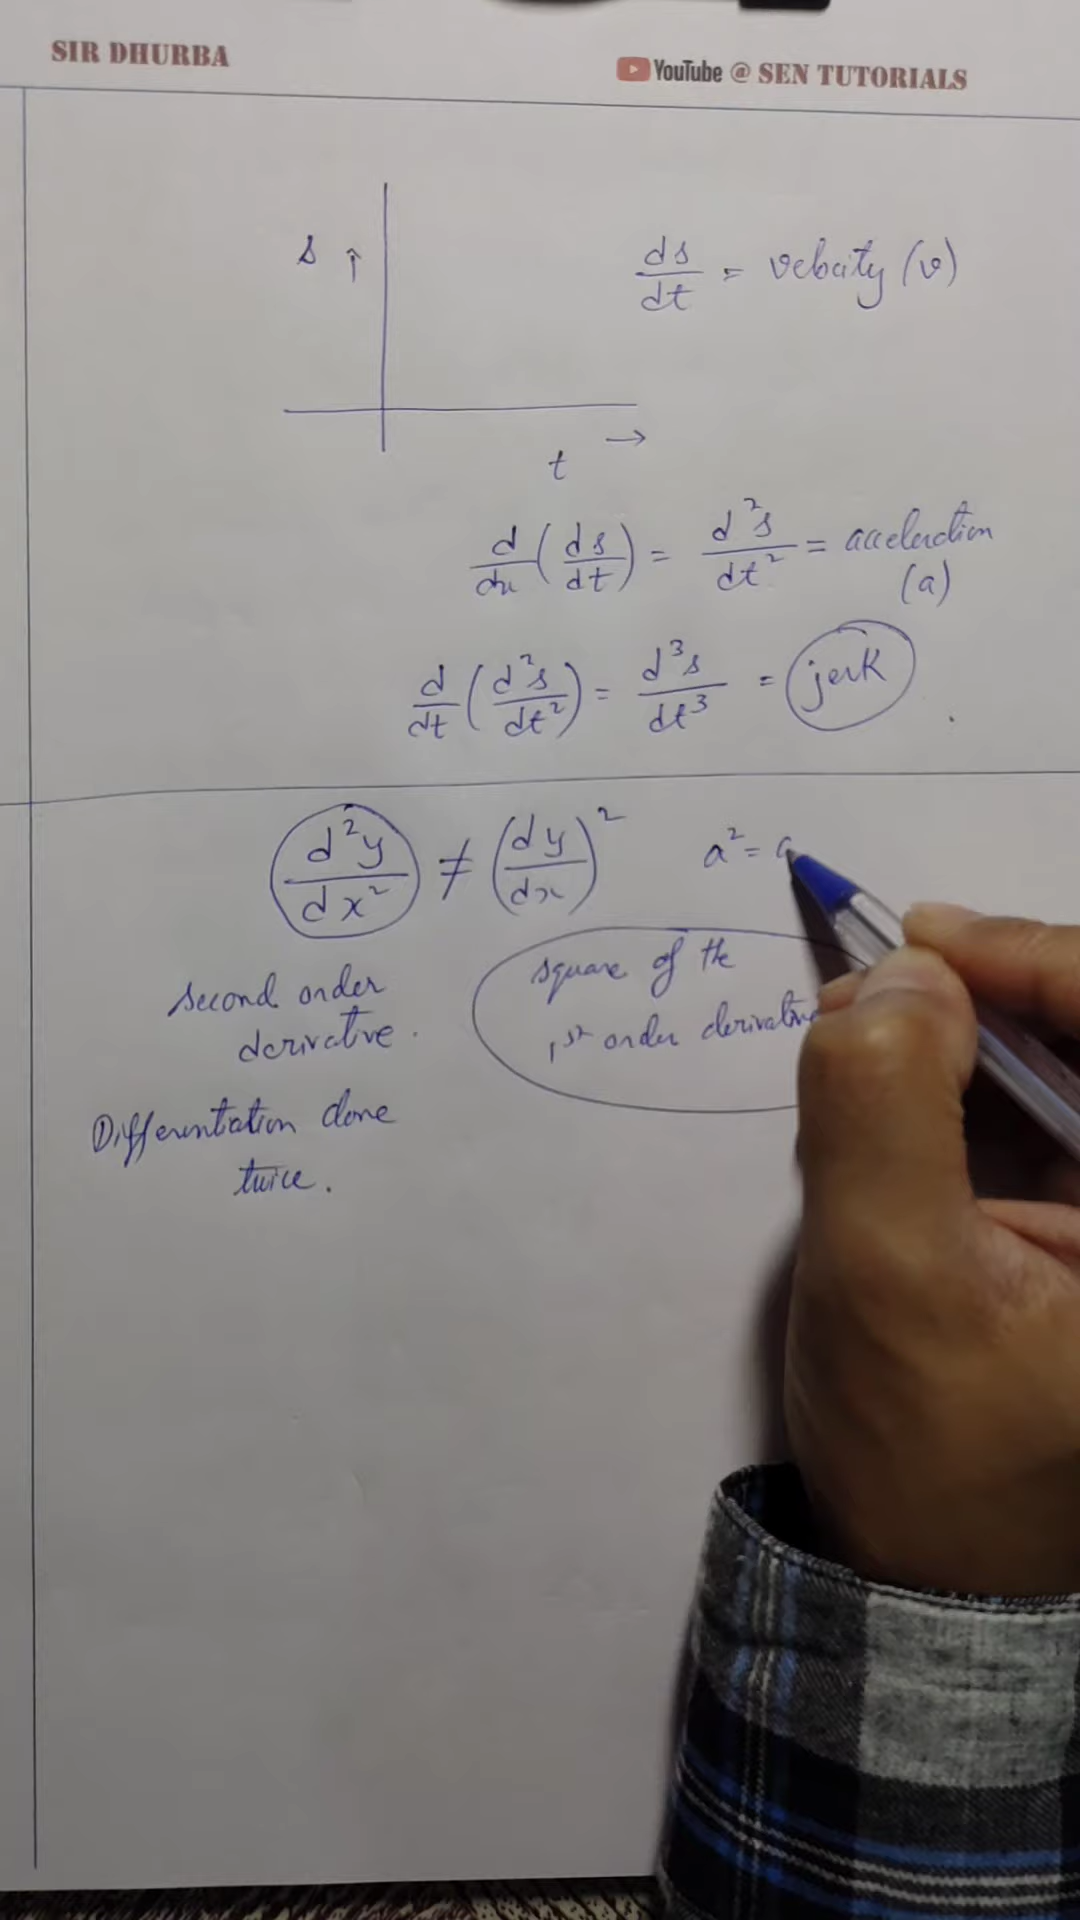 SIR DHURBA
YouTube @ SEN TUTORIALS
s ↑
ds/dt = velocity (v)
t →
d/dx (ds/dt) = d²s/dt² = acceleration
(a)
d/dt (d²s/dt²) = d³s/dt³ = jerk
d²y/dx² ≠ (dy/dx)²
a² = a
second order
derivative.
square of the
1st order derivative
Differentiation done
twice.